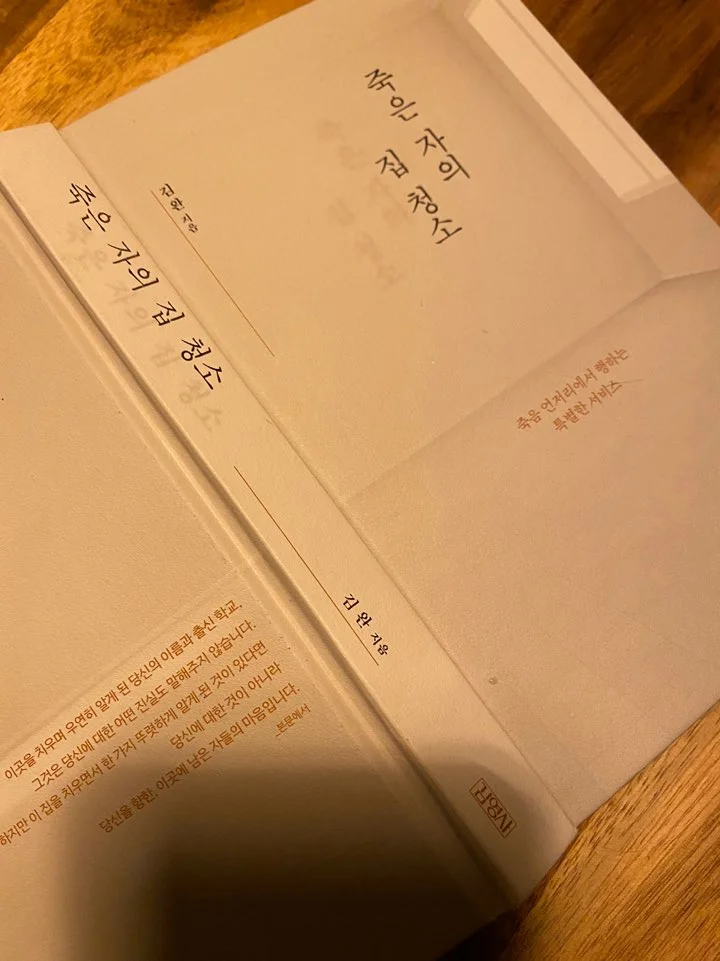 죽은 자의
집 청소
김완 지음
죽음 언저리에서 행하는
특별한 서비스
죽은 자의 집 청소
김완 지음
김영사
이곳을 치우며 우연히 알게 된 당신의 이름과 출신 학교,
그것은 당신에 대한 어떤 진실도 말해주지 않습니다.
하지만 이 집을 치우면서 한 가지 뚜렷하게 알게 된 것이 있다면
당신에 대한 것이 아니라
당신을 향한, 이곳에 남은 자들의 마음입니다.
_본문에서